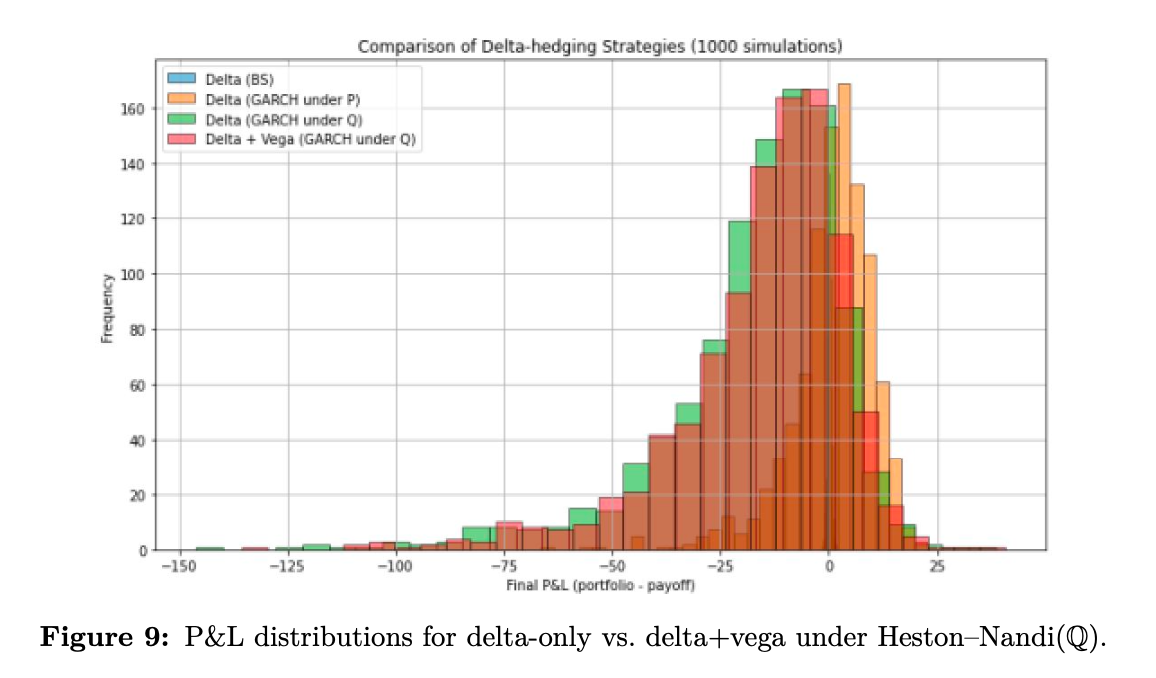 Comparison of Delta-hedging Strategies (1000 simulations)
Delta (BS)
Delta (GARCH under P)
Delta (GARCH under Q)
Delta + Vega (GARCH under Q)
Frequency
160
140
120
100
80
60
40
20
0
−150 −125 −100 −75 −50 −25 0 25
Final P&L (portfolio - payoff)
Figure 9: P&L distributions for delta-only vs. delta+vega under Heston–Nandi(ℚ).